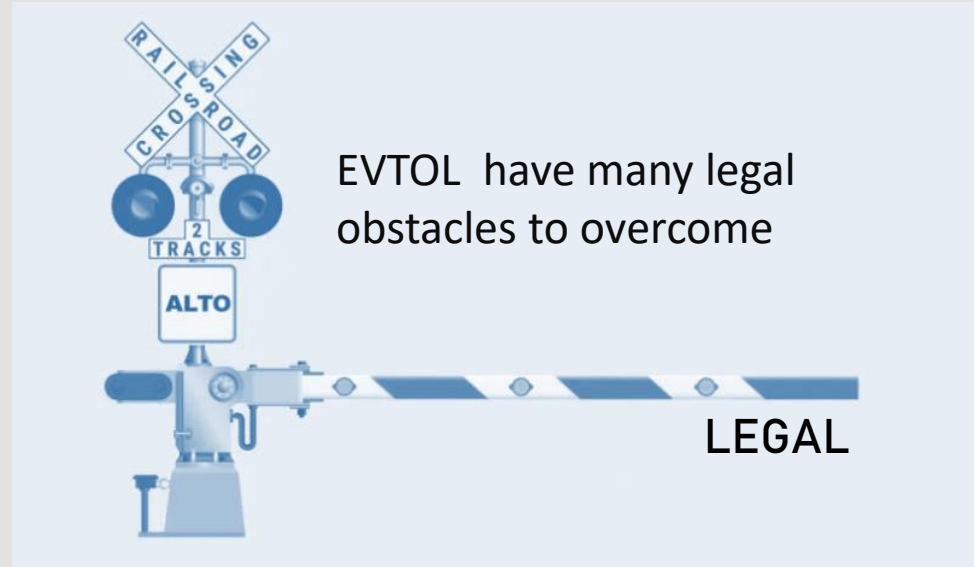 RAILROAD
CROSSING
EVTOL  have many legal
obstacles to overcome
2
TRACKS
ALTO
LEGAL